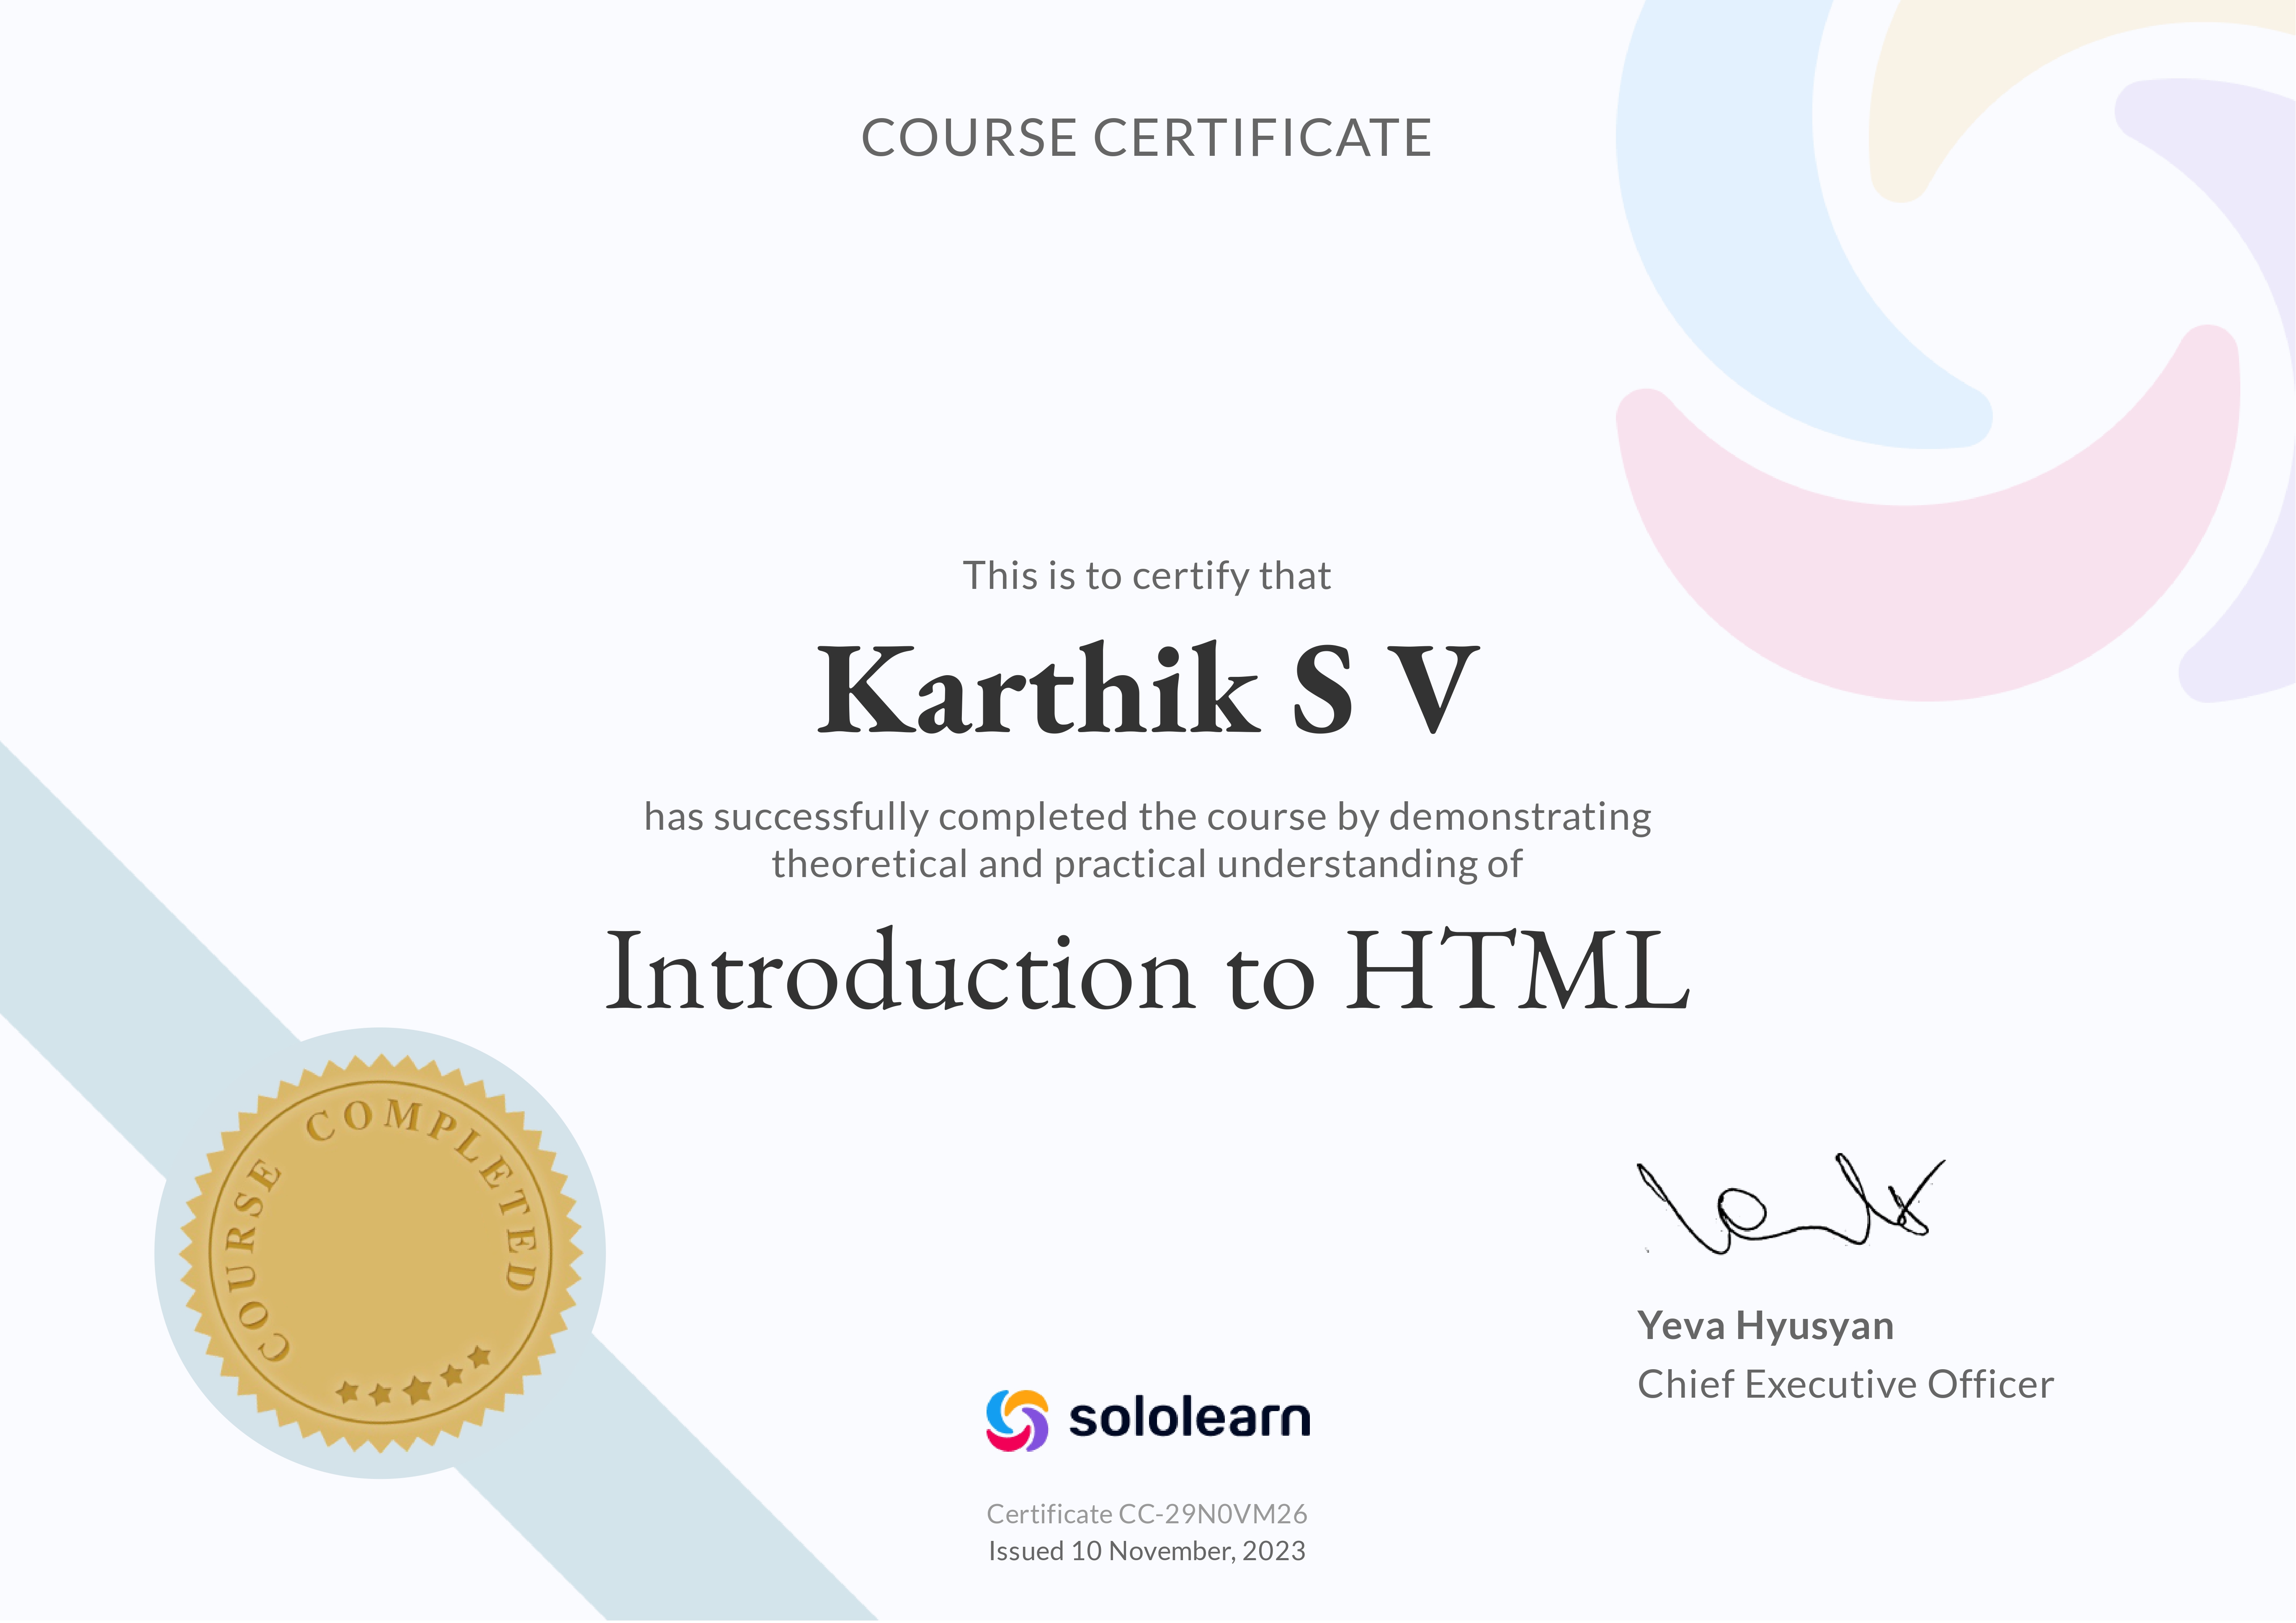 COURSE CERTIFICATE
This is to certify that
Karthik S V
has successfully completed the course by demonstrating
theoretical and practical understanding of
Introduction to HTML
COURSE COMPLETED
Yeva Hyusyan
Chief Executive Officer
sololearn
Certificate CC-29N0VM26
Issued 10 November, 2023